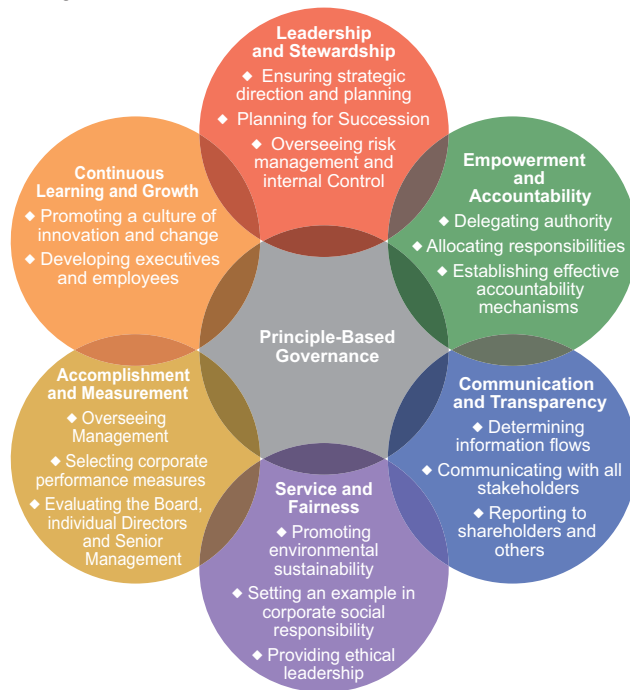 Leadership
and Stewardship
◆ Ensuring strategic
direction and planning
◆ Planning for Succession
◆ Overseeing risk
management and
internal Control
Empowerment
and
Accountability
◆ Delegating authority
◆ Allocating responsibilities
◆ Establishing effective
accountability
mechanisms
Communication
and Transparency
◆ Determining
information flows
◆ Communicating with all
stakeholders
◆ Reporting to
shareholders and
others
Service and
Fairness
◆ Promoting
environmental
sustainability
◆ Setting an example in
corporate social
responsibility
◆ Providing ethical
leadership
Accomplishment
and Measurement
◆ Overseeing
Management
◆ Selecting corporate
performance measures
◆ Evaluating the Board,
individual Directors
and Senior
Management
Continuous
Learning and Growth
◆ Promoting a culture of
innovation and change
◆ Developing executives
and employees
Principle-Based
Governance